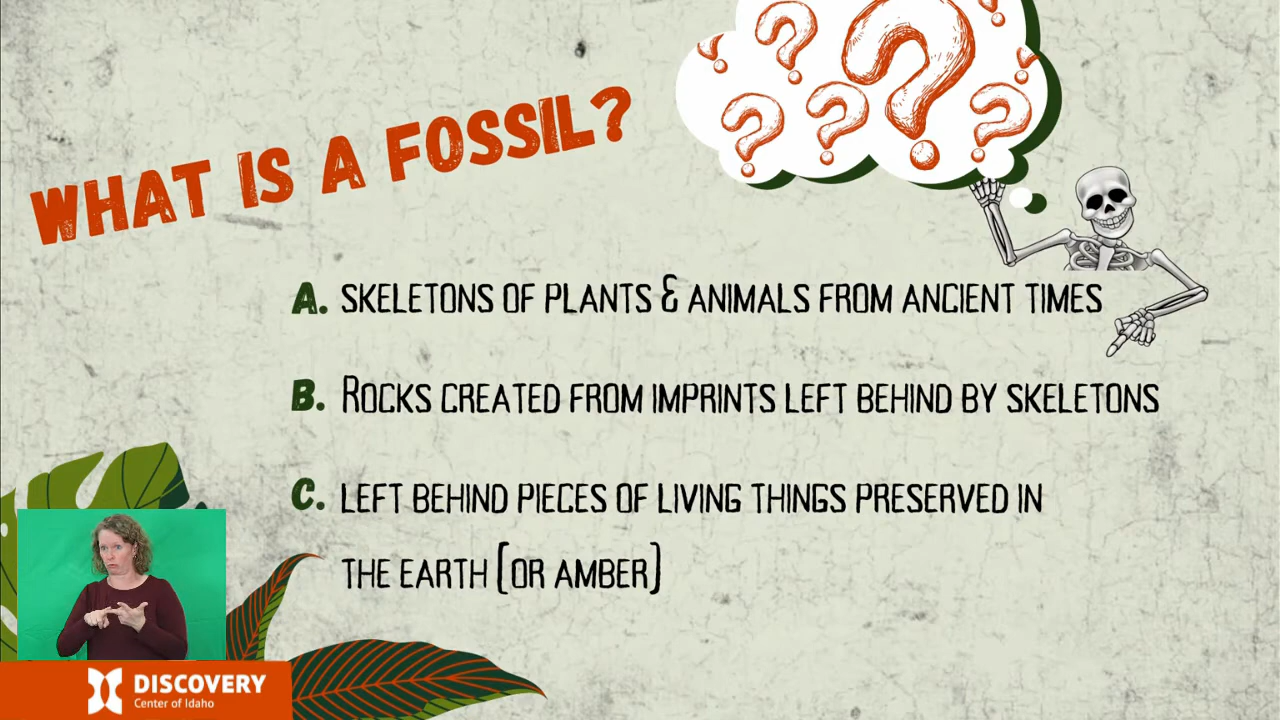 WHAT IS A FOSSIL?
A. SKELETONS OF PLANTS & ANIMALS FROM ANCIENT TIMES
B. ROCKS CREATED FROM IMPRINTS LEFT BEHIND BY SKELETONS
C. LEFT BEHIND PIECES OF LIVING THINGS PRESERVED IN
THE EARTH (OR AMBER)
DISCOVERY
Center of Idaho